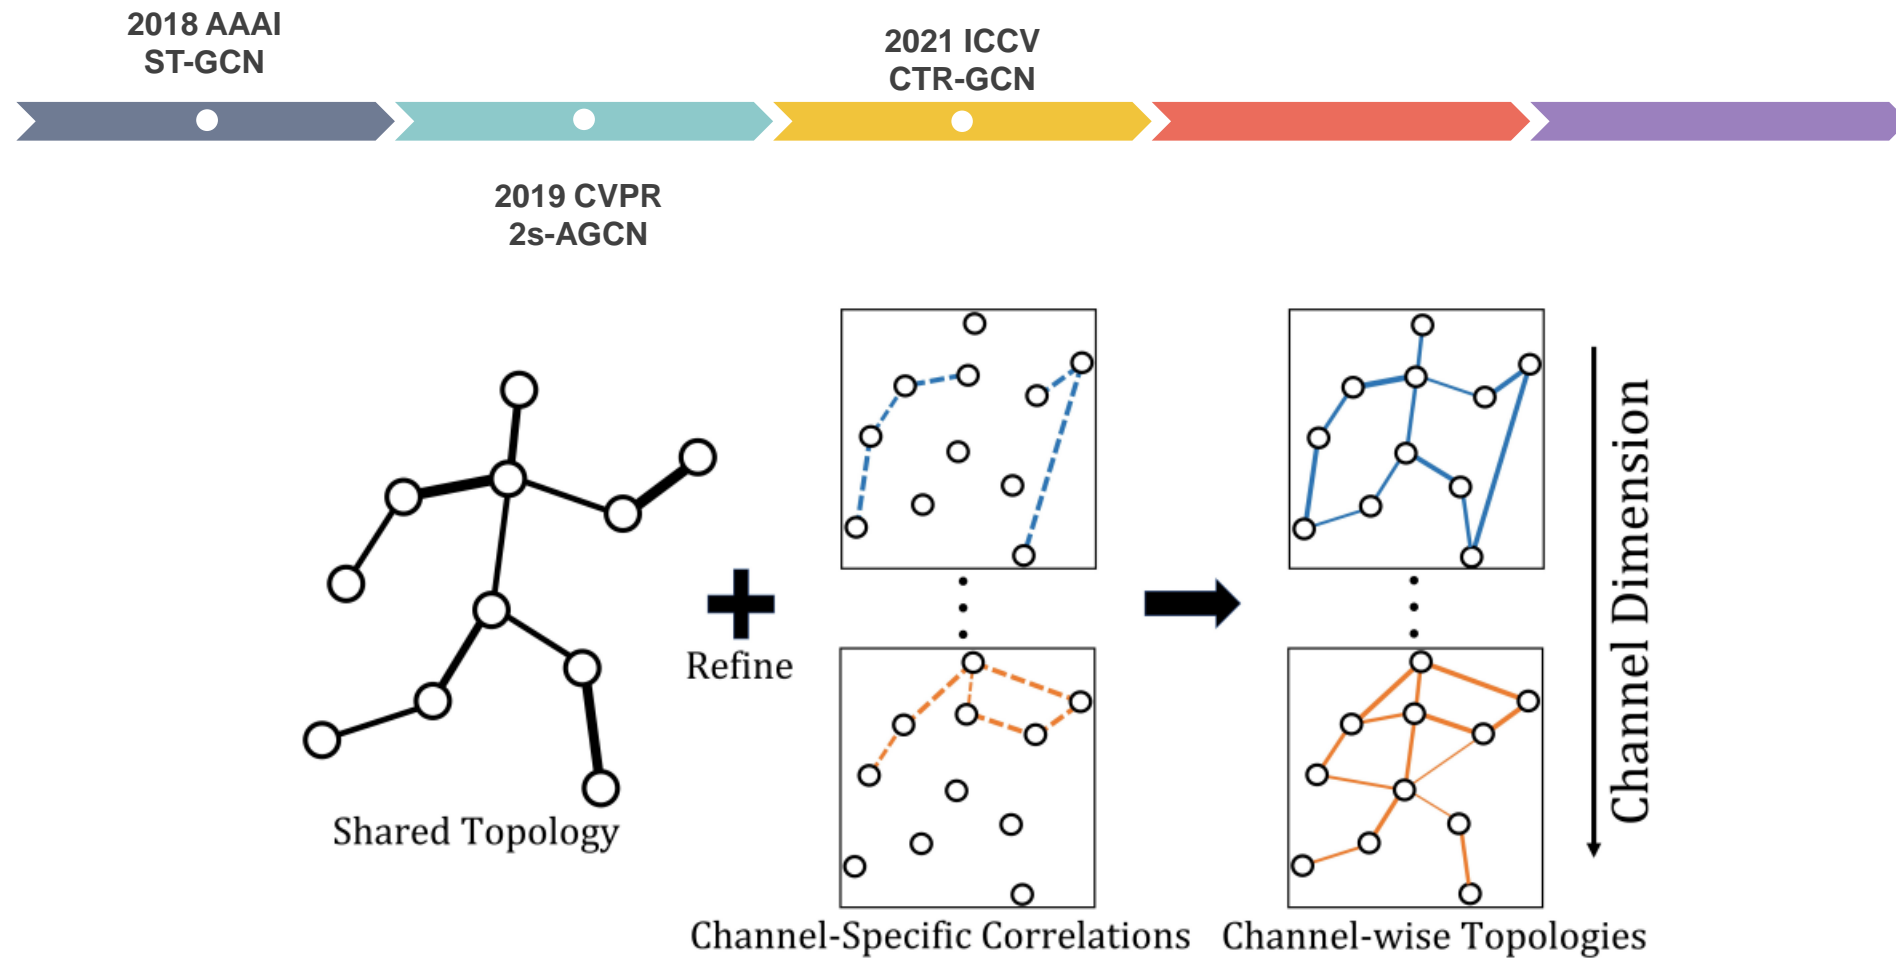 2018 AAAI
ST-GCN
2021 ICCV
CTR-GCN
2019 CVPR
2s-AGCN
Refine
Shared Topology
Channel-Specific Correlations
Channel-wise Topologies
Channel Dimension